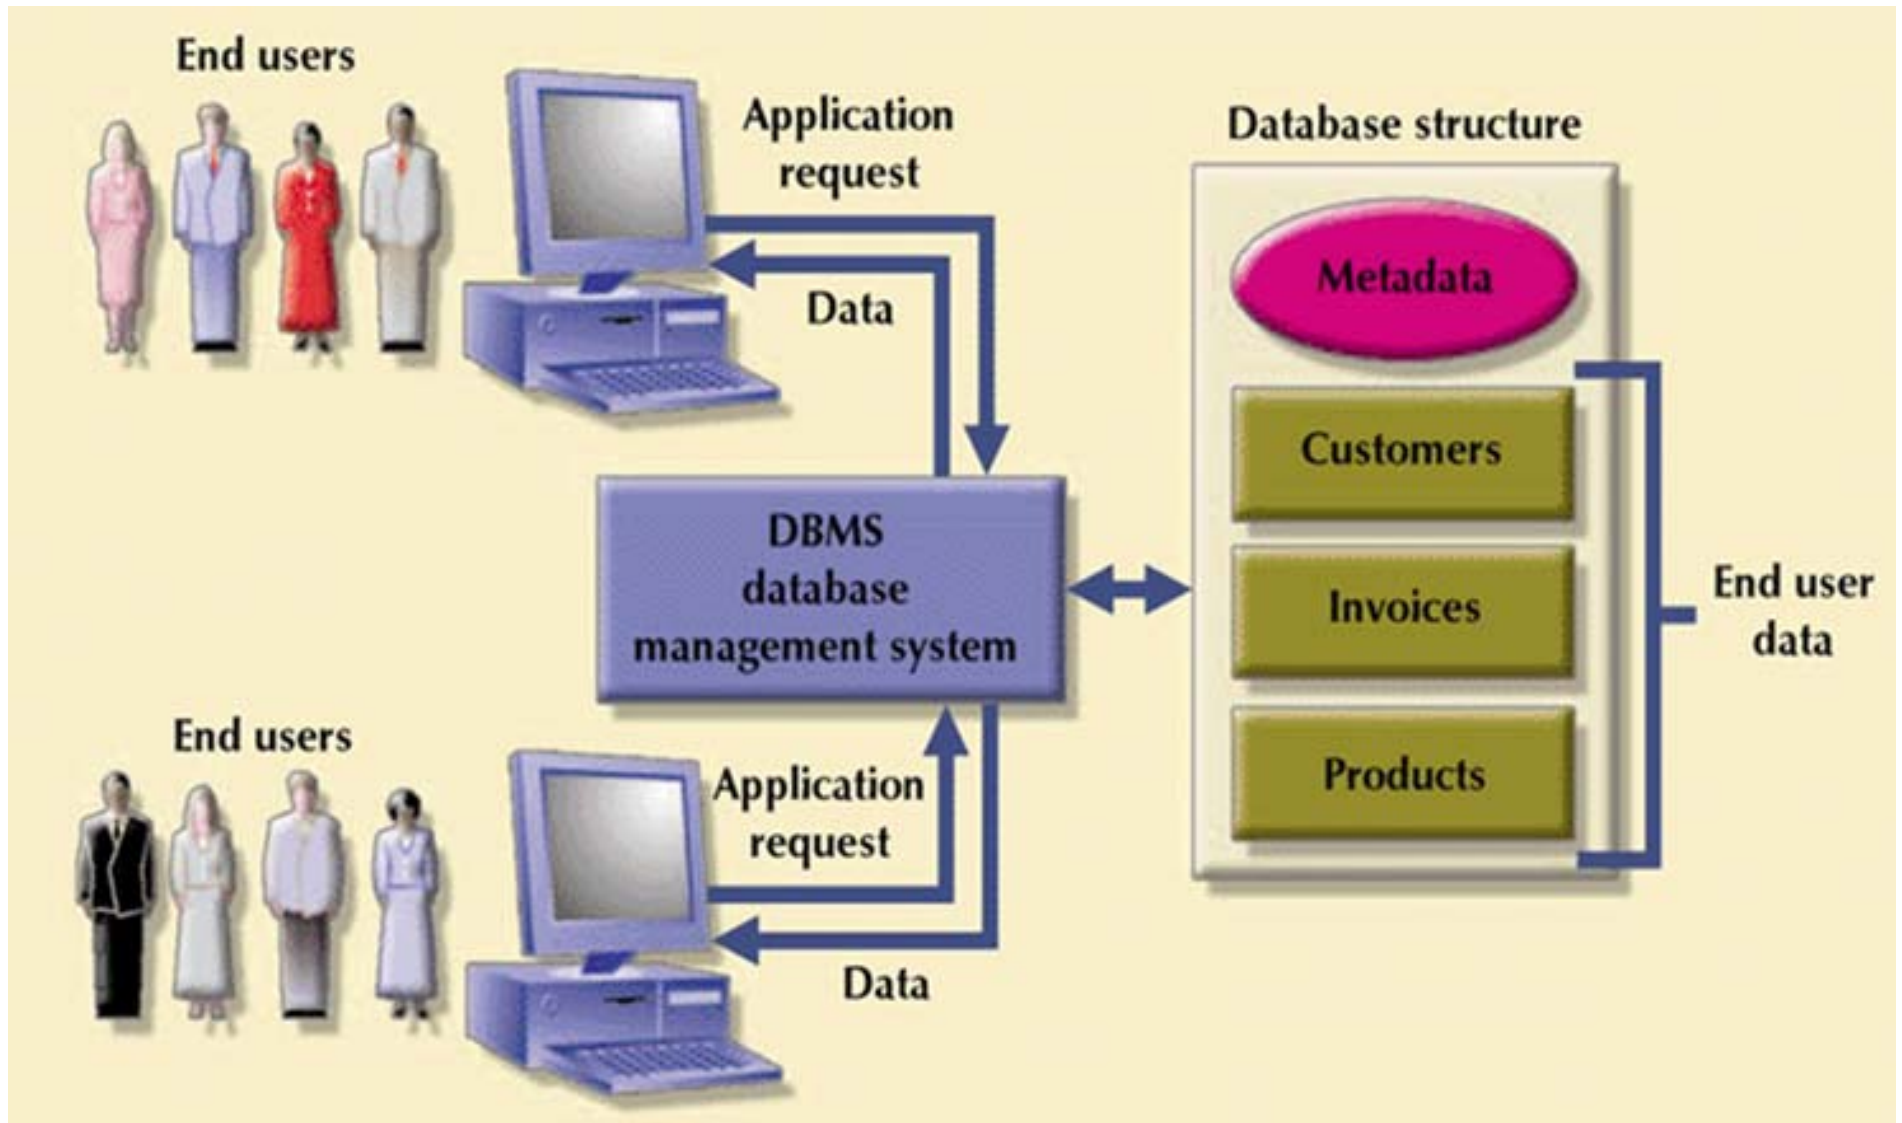 End users
Application
request
Data
Database structure
Metadata
Customers
Invoices
Products
End user
data
DBMS
database
management system
End users
Application
request
Data